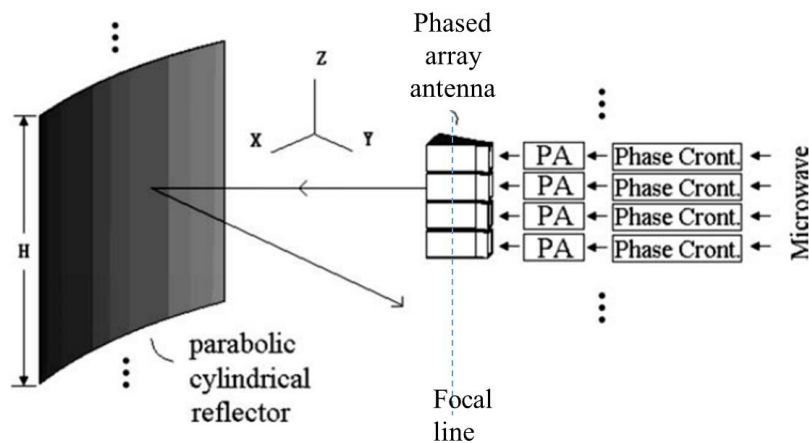 Phased
array
antenna
Z
X
Y
PA
Phase Cront.
PA
Phase Cront.
PA
Phase Cront.
PA
Phase Cront.
Microwave
H
parabolic
cylindrical
reflector
Focal
line